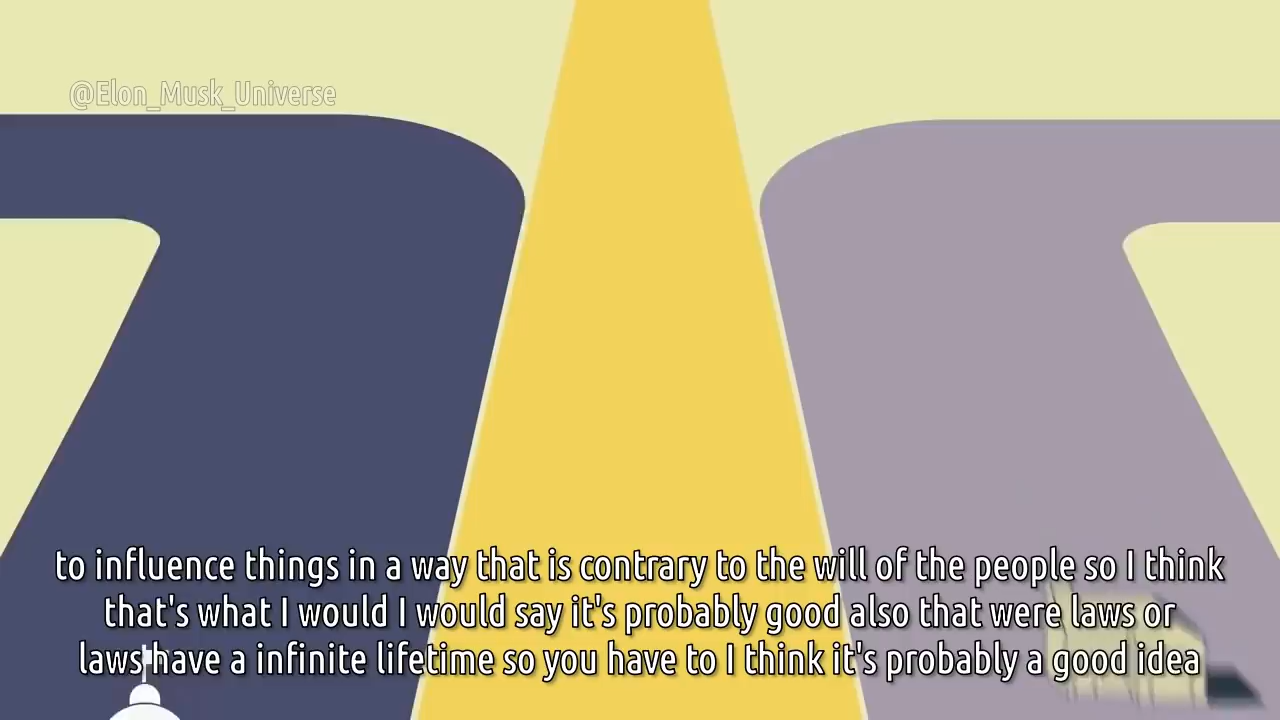 @Elon_Musk_Universe
to influence things in a way that is contrary to the will of the people so I think
that's what I would I would say it's probably good also that were laws or
laws have a infinite lifetime so you have to I think it's probably a good idea